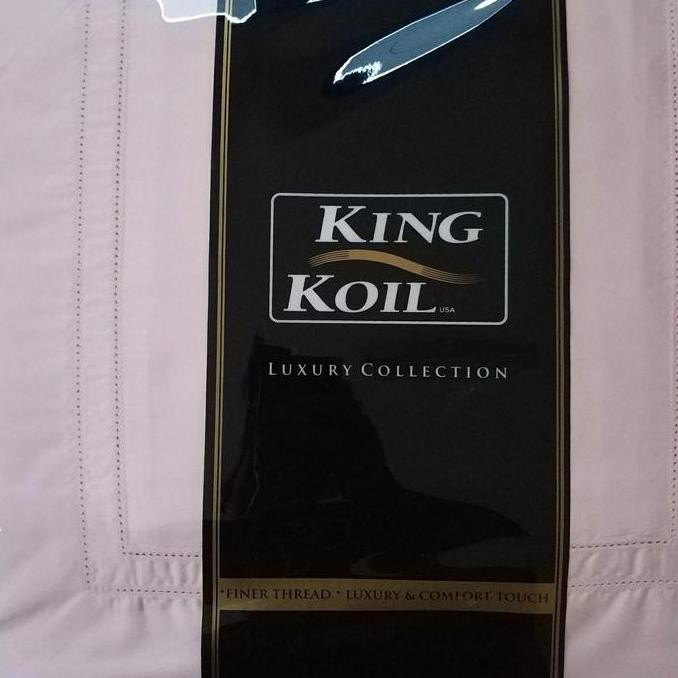 KING
KOIL USA
LUXURY COLLECTION
•FINER THREAD • LUXURY & COMFORT TOUCH